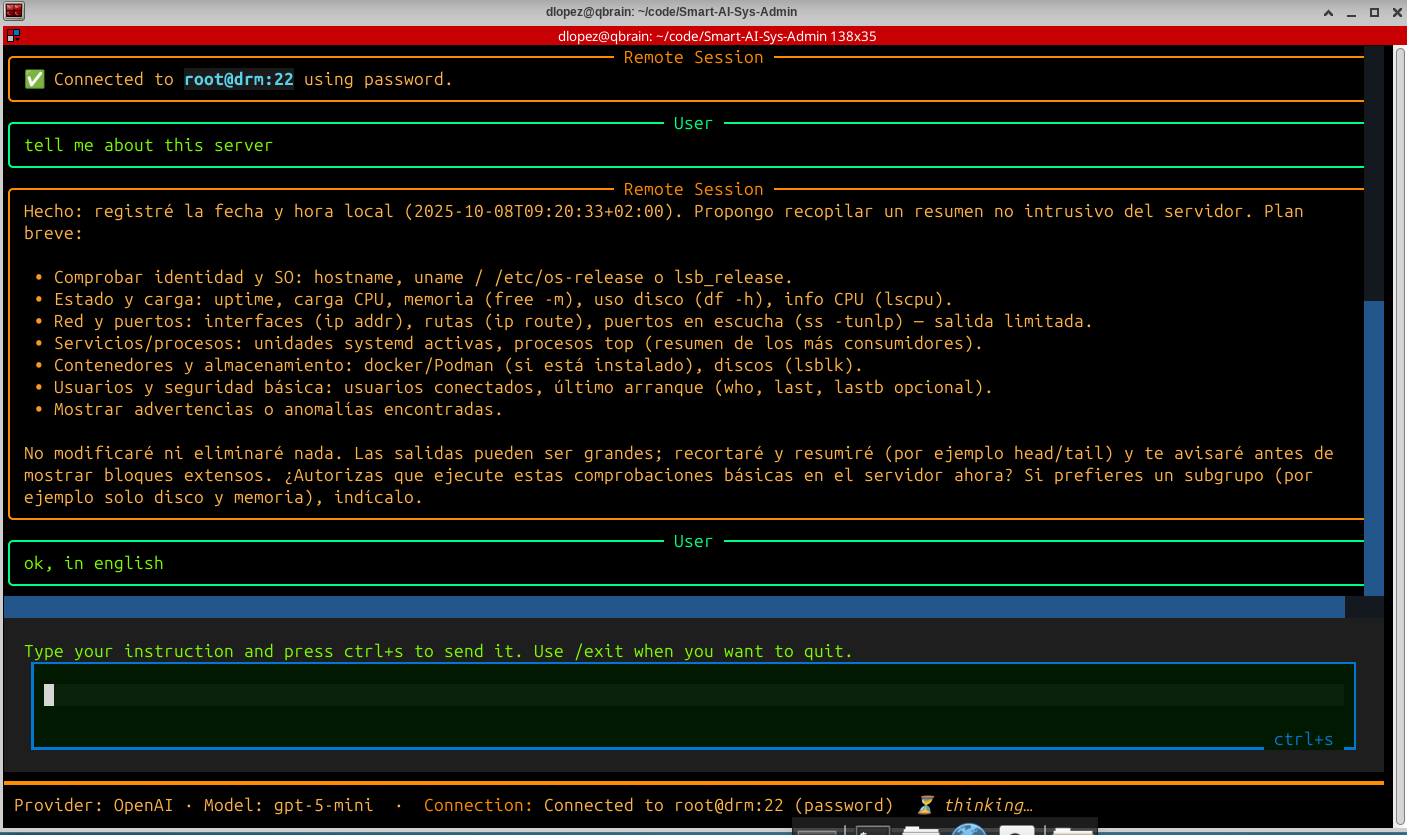 dlopez@qbrain: ~/code/Smart-AI-Sys-Admin
dlopez@qbrain: ~/code/Smart-AI-Sys-Admin 138x35
Remote Session
✅ Connected to root@drm:22 using password.
User
tell me about this server
Remote Session
Hecho: registré la fecha y hora local (2025-10-08T09:20:33+02:00). Propongo recopilar un resumen no intrusivo del servidor. Plan
breve:
• Comprobar identidad y SO: hostname, uname / /etc/os-release o lsb_release.
• Estado y carga: uptime, carga CPU, memoria (free -m), uso disco (df -h), info CPU (lscpu).
• Red y puertos: interfaces (ip addr), rutas (ip route), puertos en escucha (ss -tunlp) — salida limitada.
• Servicios/procesos: unidades systemd activas, procesos top (resumen de los más consumidores).
• Contenedores y almacenamiento: docker/Podman (si está instalado), discos (lsblk).
• Usuarios y seguridad básica: usuarios conectados, último arranque (who, last, lastb opcional).
• Mostrar advertencias o anomalías encontradas.
No modificaré ni eliminaré nada. Las salidas pueden ser grandes; recortaré y resumiré (por ejemplo head/tail) y te avisaré antes de
mostrar bloques extensos. ¿Autorizas que ejecute estas comprobaciones básicas en el servidor ahora? Si prefieres un subgrupo (por
ejemplo solo disco y memoria), indícalo.
User
ok, in english
Type your instruction and press ctrl+s to send it. Use /exit when you want to quit.
ctrl+s
Provider: OpenAI · Model: gpt-5-mini · Connection: Connected to root@drm:22 (password) ⏳ thinking…